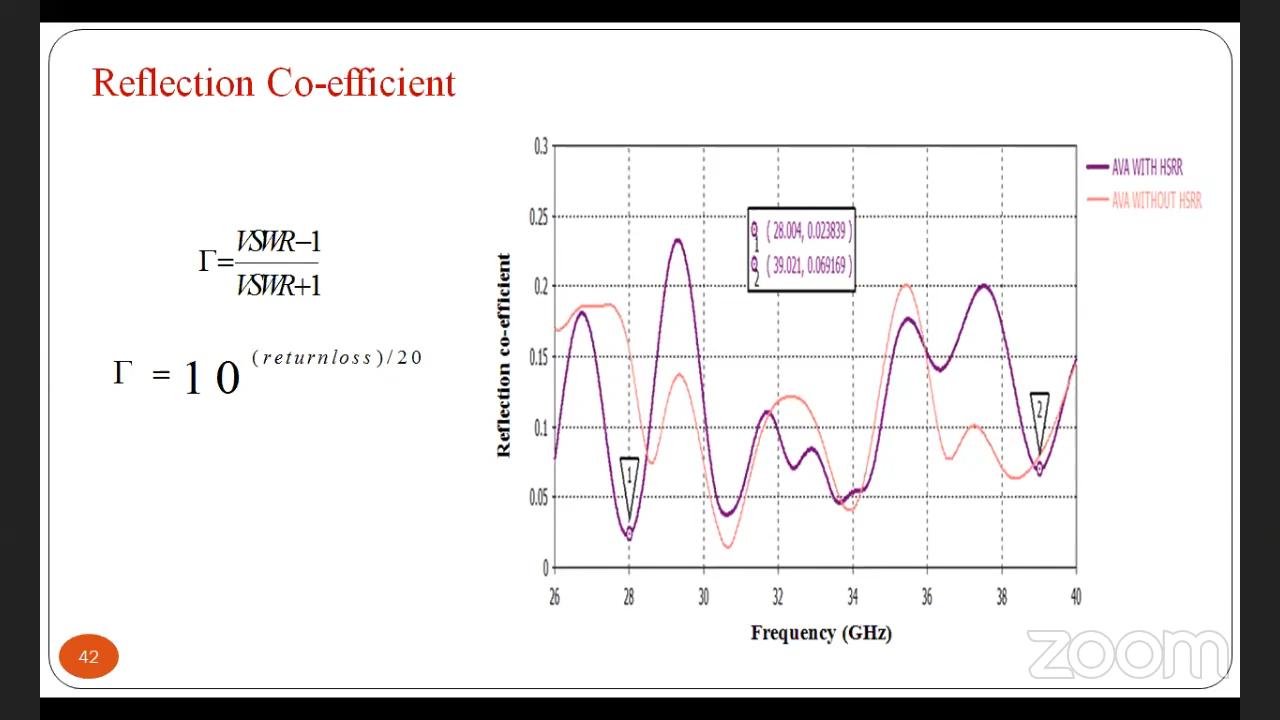 Reflection Co-efficient
Γ = VSWR−1
VSWR+1
Γ = 10 (returnloss)/20
Reflection co-efficient
0.3
0.25
0.2
0.15
0.1
0.05
0
26 28 30 32 34 36 38 40
Frequency (GHz)
1 ( 28.004, 0.023839 )
2 ( 39.021, 0.069169 )
1
2
AVA WITH HSRR
AVA WITHOUT HSRR
42
zoom